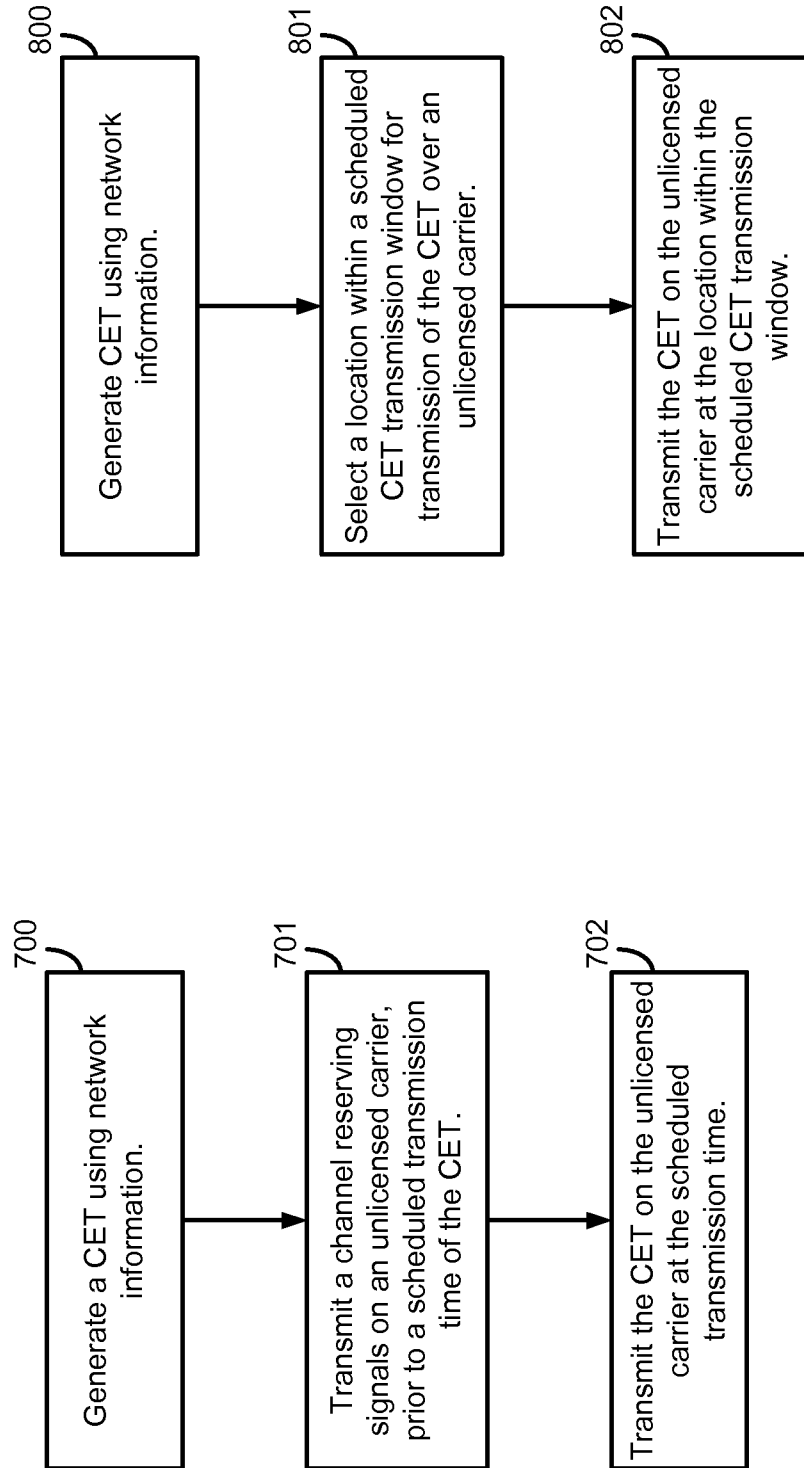 700
Generate a CET using network
information.
701
Transmit a channel reserving
signals on an unlicensed carrier,
prior to a scheduled transmission
time of the CET.
702
Transmit the CET on the unlicensed
carrier at the scheduled
transmission time.
800
Generate CET using network
information.
801
Select a location within a scheduled
CET transmission window for
transmission of the CET over an
unlicensed carrier.
802
Transmit the CET on the unlicensed
carrier at the location within the
scheduled CET transmission
window.